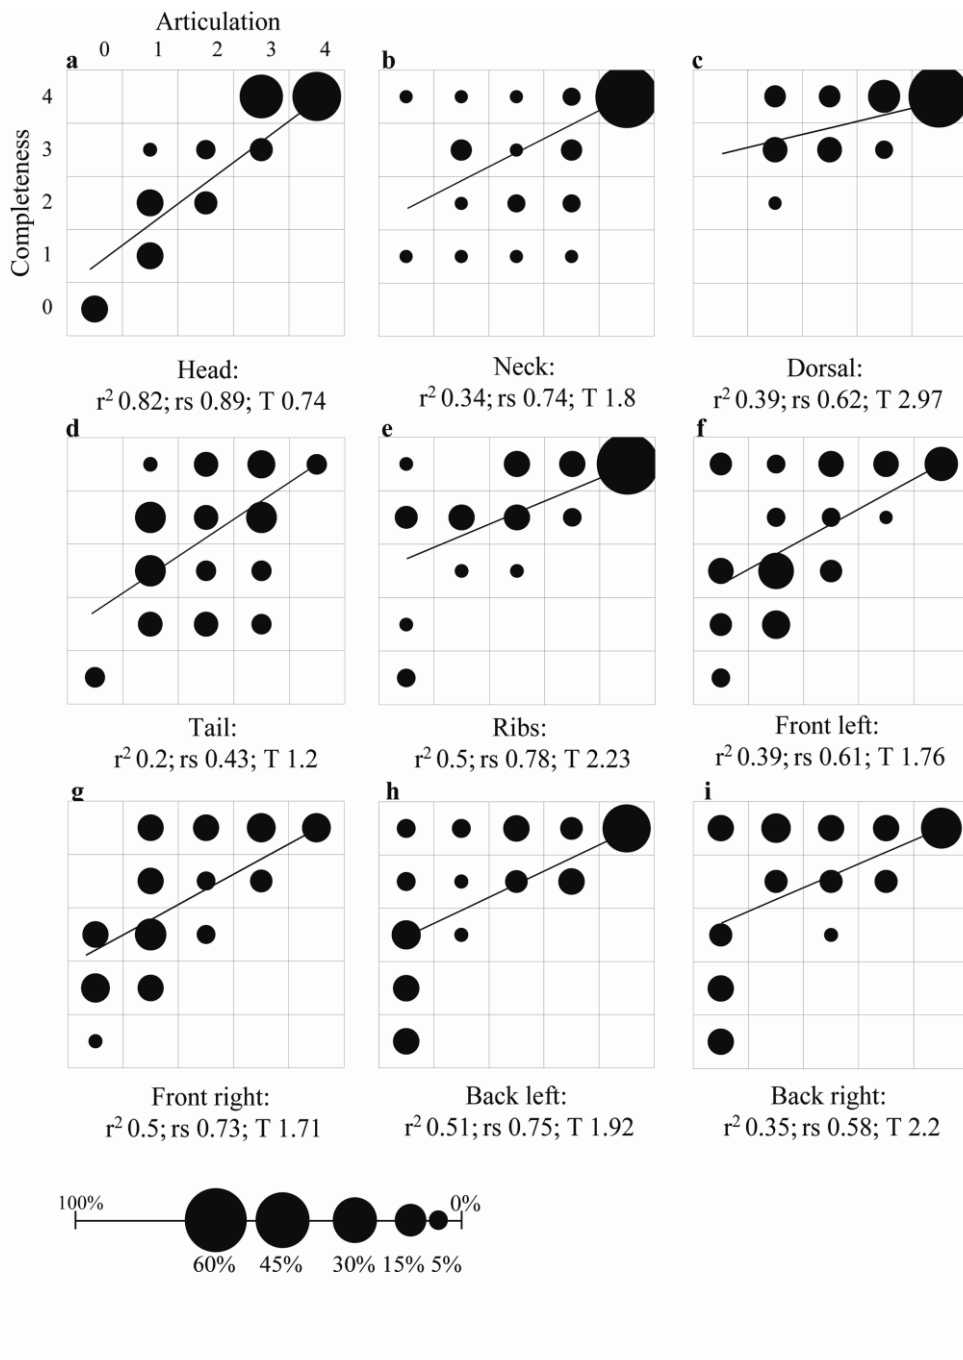 Articulation
a 0 1 2 3 4
b
c
Completeness
4
3
2
1
0
Head:
r² 0.82; rs 0.89; T 0.74
Neck:
r² 0.34; rs 0.74; T 1.8
Dorsal:
r² 0.39; rs 0.62; T 2.97
d
e
f
Tail:
r² 0.2; rs 0.43; T 1.2
Ribs:
r² 0.5; rs 0.78; T 2.23
Front left:
r² 0.39; rs 0.61; T 1.76
g
h
i
Front right:
r² 0.5; rs 0.73; T 1.71
Back left:
r² 0.51; rs 0.75; T 1.92
Back right:
r² 0.35; rs 0.58; T 2.2
100% 0%
60% 45% 30% 15% 5%